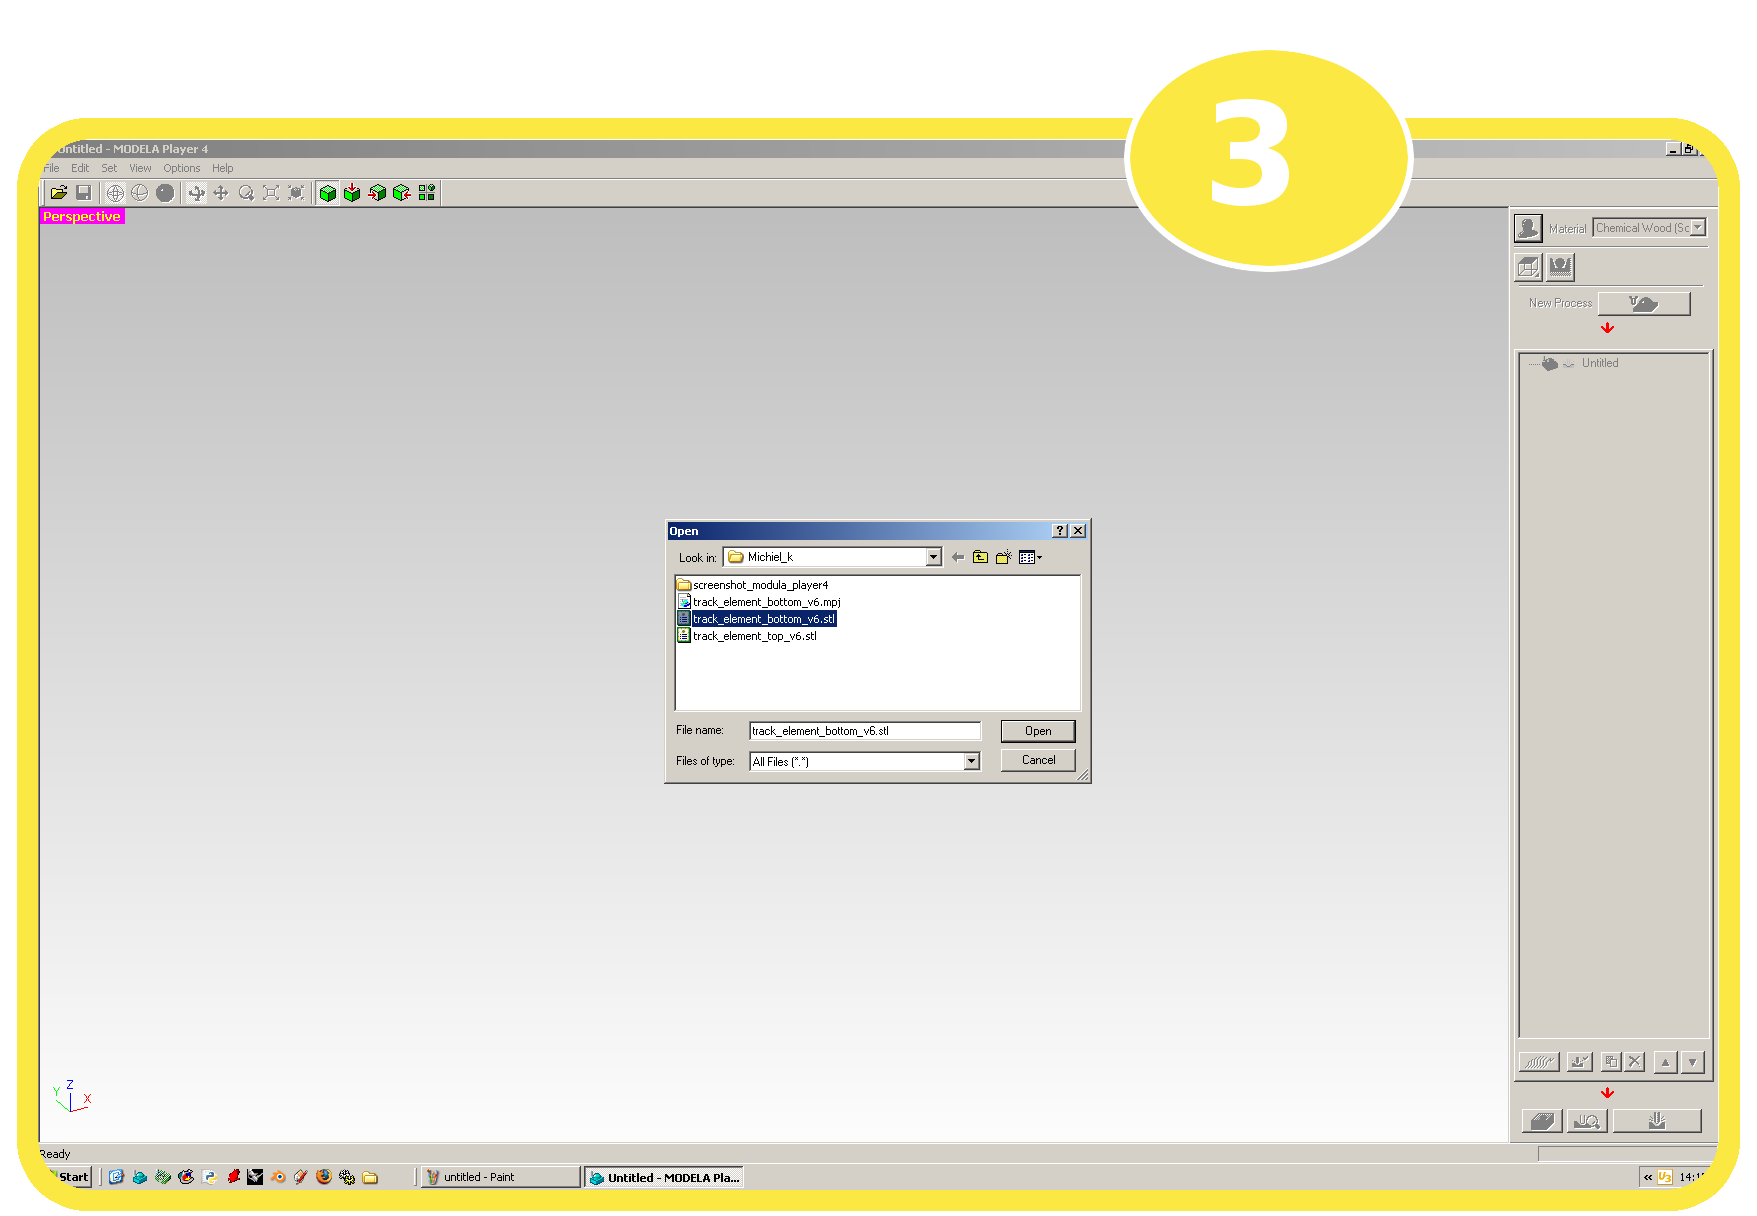 3
Untitled - MODELA Player 4
File Edit Set View Options Help
Perspective
Material Chemical Wood (Sc
New Process
Untitled
Open
Look in: Michiel_k
screenshot_modula_player4
track_element_bottom_v6.mpj
track_element_bottom_v6.stl
track_element_top_v6.stl
File name: track_element_bottom_v6.stl Open
Files of type: All Files (*.*) Cancel
Z
Y X
Ready
Start untitled - Paint Untitled - MODELA Pla... « U3